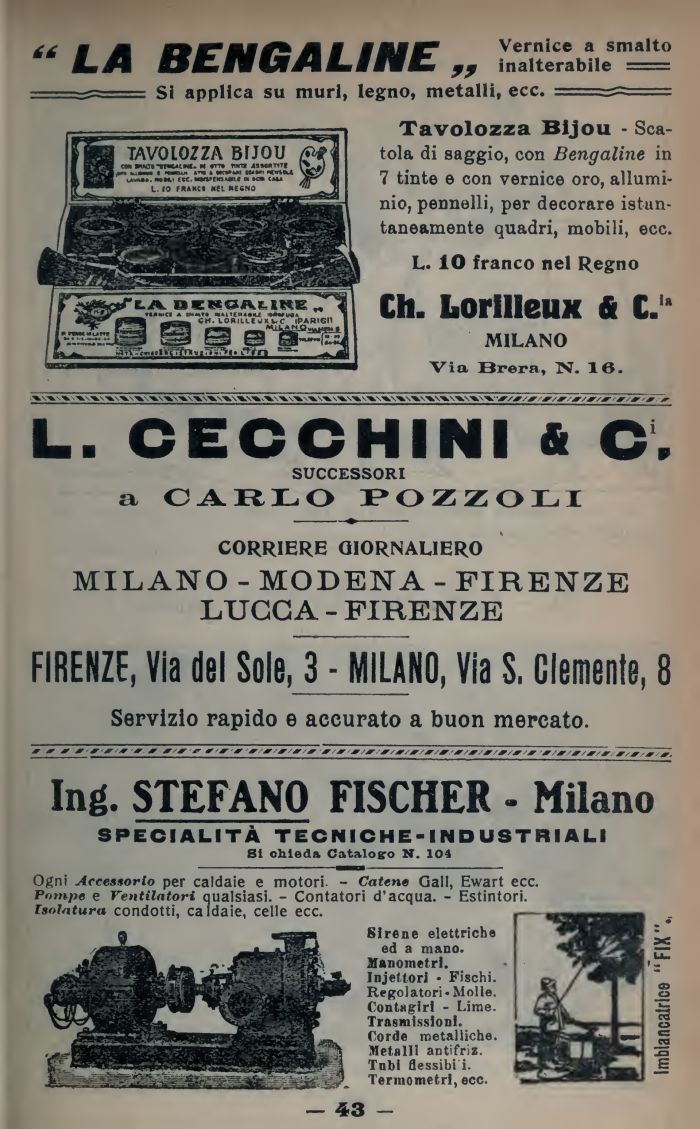 “ LA BENGALINE „
Vernice a smalto
inalterabile
Si applica su muri, legno, metalli, ecc.
TAVOLOZZA BIJOU
L. 10 FRANCO NEL REGNO
LA BENGALINE „
CH. LORILLEUX & C. (PARIGI)
MILANO
Tavolozza Bijou - Sca-
tola di saggio, con Bengaline in
7 tinte e con vernice oro, allumi-
nio, pennelli, per decorare istan-
taneamente quadri, mobili, ecc.
L. 10 franco nel Regno
Ch. Lorilleux & C.ia
MILANO
Via Brera, N. 16.
L. CECCHINI & Ci.
SUCCESSORI
a CARLO POZZOLI
CORRIERE GIORNALIERO
MILANO - MODENA - FIRENZE
LUCCA - FIRENZE
FIRENZE, Via del Sole, 3 - MILANO, Via S. Clemente, 8
Servizio rapido e accurato a buon mercato.
Ing. STEFANO FISCHER - Milano
SPECIALITÀ TECNICHE-INDUSTRIALI
Si chieda Catalogo N. 104
Ogni Accessorio per caldaie e motori. - Catene Gall, Ewart ecc.
Pompe e Ventilatori qualsiasi. - Contatori d'acqua. - Estintori.
Isolatura condotti, caldaie, celle ecc.
Sirene elettriche
ed a mano.
Manometri.
Injettori - Fischi.
Regolatori - Molle.
Contagiri - Lime.
Trasmissioni.
Corde metalliche.
Metalli antifriz.
Tubi flessibili.
Termometri, ecc.
Imbiancatrice "FIX".
— 43 —